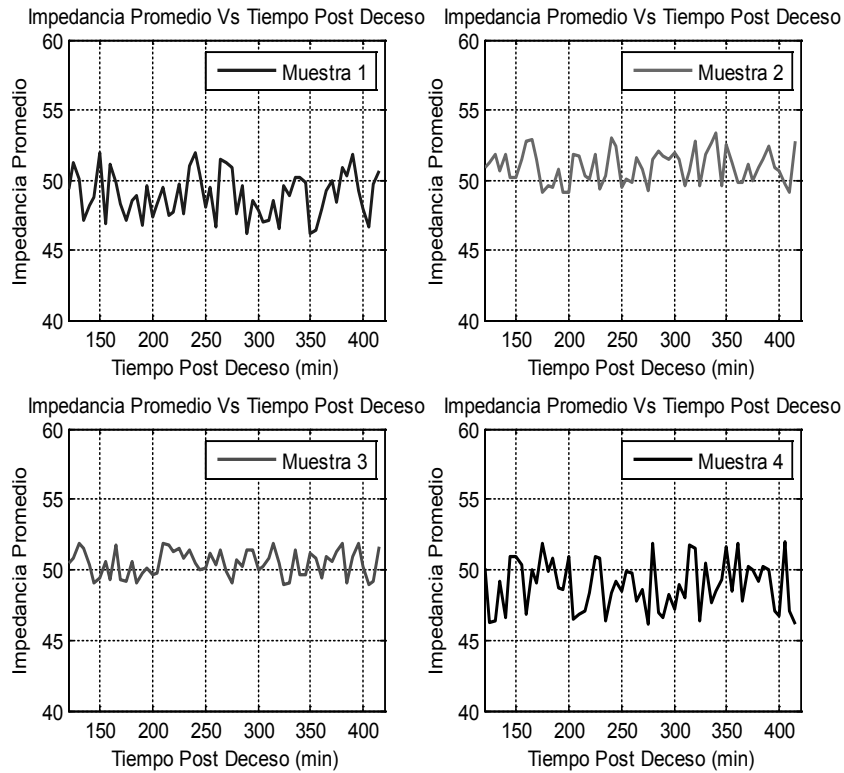 Impedancia Promedio Vs Tiempo Post Deceso
60
55
50
45
40
Impedancia Promedio
Muestra 1
150 200 250 300 350 400
Tiempo Post Deceso (min)
Impedancia Promedio Vs Tiempo Post Deceso
60
55
50
45
40
Impedancia Promedio
Muestra 2
150 200 250 300 350 400
Tiempo Post Deceso (min)
Impedancia Promedio Vs Tiempo Post Deceso
60
55
50
45
40
Impedancia Promedio
Muestra 3
150 200 250 300 350 400
Tiempo Post Deceso (min)
Impedancia Promedio Vs Tiempo Post Deceso
60
55
50
45
40
Impedancia Promedio
Muestra 4
150 200 250 300 350 400
Tiempo Post Deceso (min)